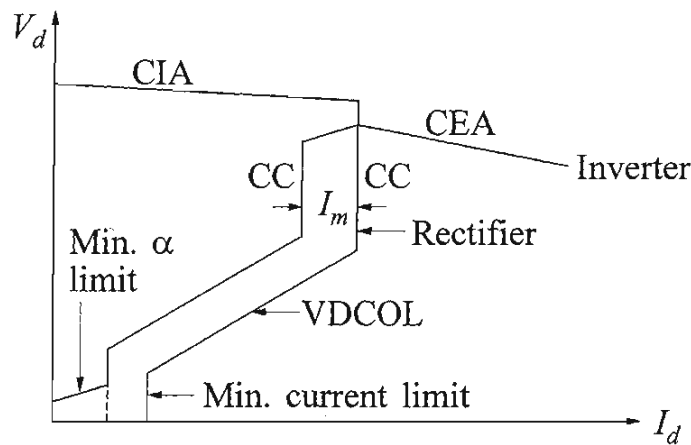 V_d
CIA
CEA
Inverter
CC
CC
I_m
Rectifier
Min. α
limit
VDCOL
Min. current limit
I_d